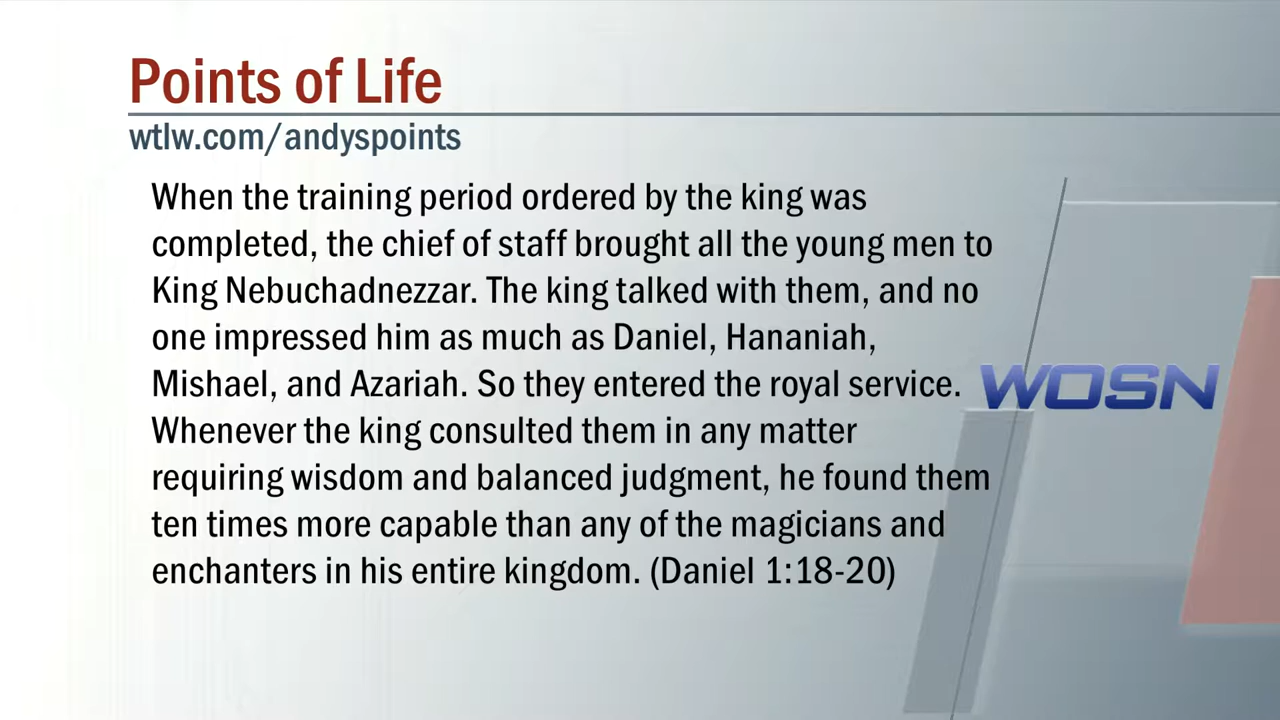 Points of Life
wtlw.com/andyspoints
When the training period ordered by the king was
completed, the chief of staff brought all the young men to
King Nebuchadnezzar. The king talked with them, and no
one impressed him as much as Daniel, Hananiah,
Mishael, and Azariah. So they entered the royal service.
Whenever the king consulted them in any matter
requiring wisdom and balanced judgment, he found them
ten times more capable than any of the magicians and
enchanters in his entire kingdom. (Daniel 1:18-20)
WOSN